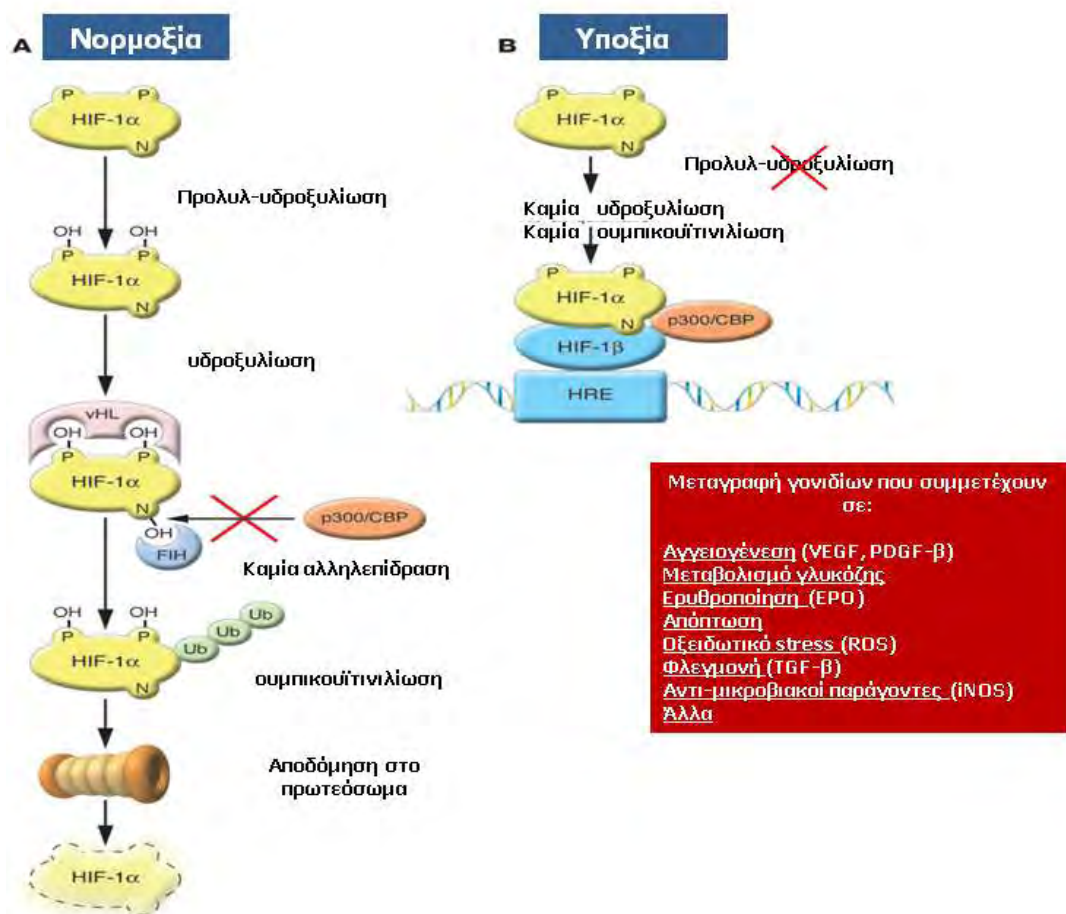 A
Νορμοξία
P P
HIF-1α
N
Προλυλ-υδροξυλίωση
OH OH
P P
HIF-1α
N
υδροξυλίωση
vHL
OH OH
P P
HIF-1α
N
OH
FIH
p300/CBP
Καμία αλληλεπίδραση
OH OH
P P
HIF-1α
N
Ub Ub Ub
ουμπικουϊτινιλίωση
Αποδόμηση στο
πρωτεόσωμα
HIF-1α
B
Υποξία
P P
HIF-1α
N
Προλυλ-υδροξυλίωση
Καμία υδροξυλίωση
Καμία ουμπικουϊτινιλίωση
P P
HIF-1α
N
p300/CBP
HIF-1β
HRE
Μεταγραφή γονιδίων που συμμετέχουν
σε:
Αγγειογένεση (VEGF, PDGF-β)
Μεταβολισμό γλυκόζης
Ερυθροποίηση (EPO)
Απόπτωση
Οξειδωτικό stress (ROS)
Φλεγμονή (TGF-β)
Αντι-μικροβιακοί παράγοντες (iNOS)
Άλλα